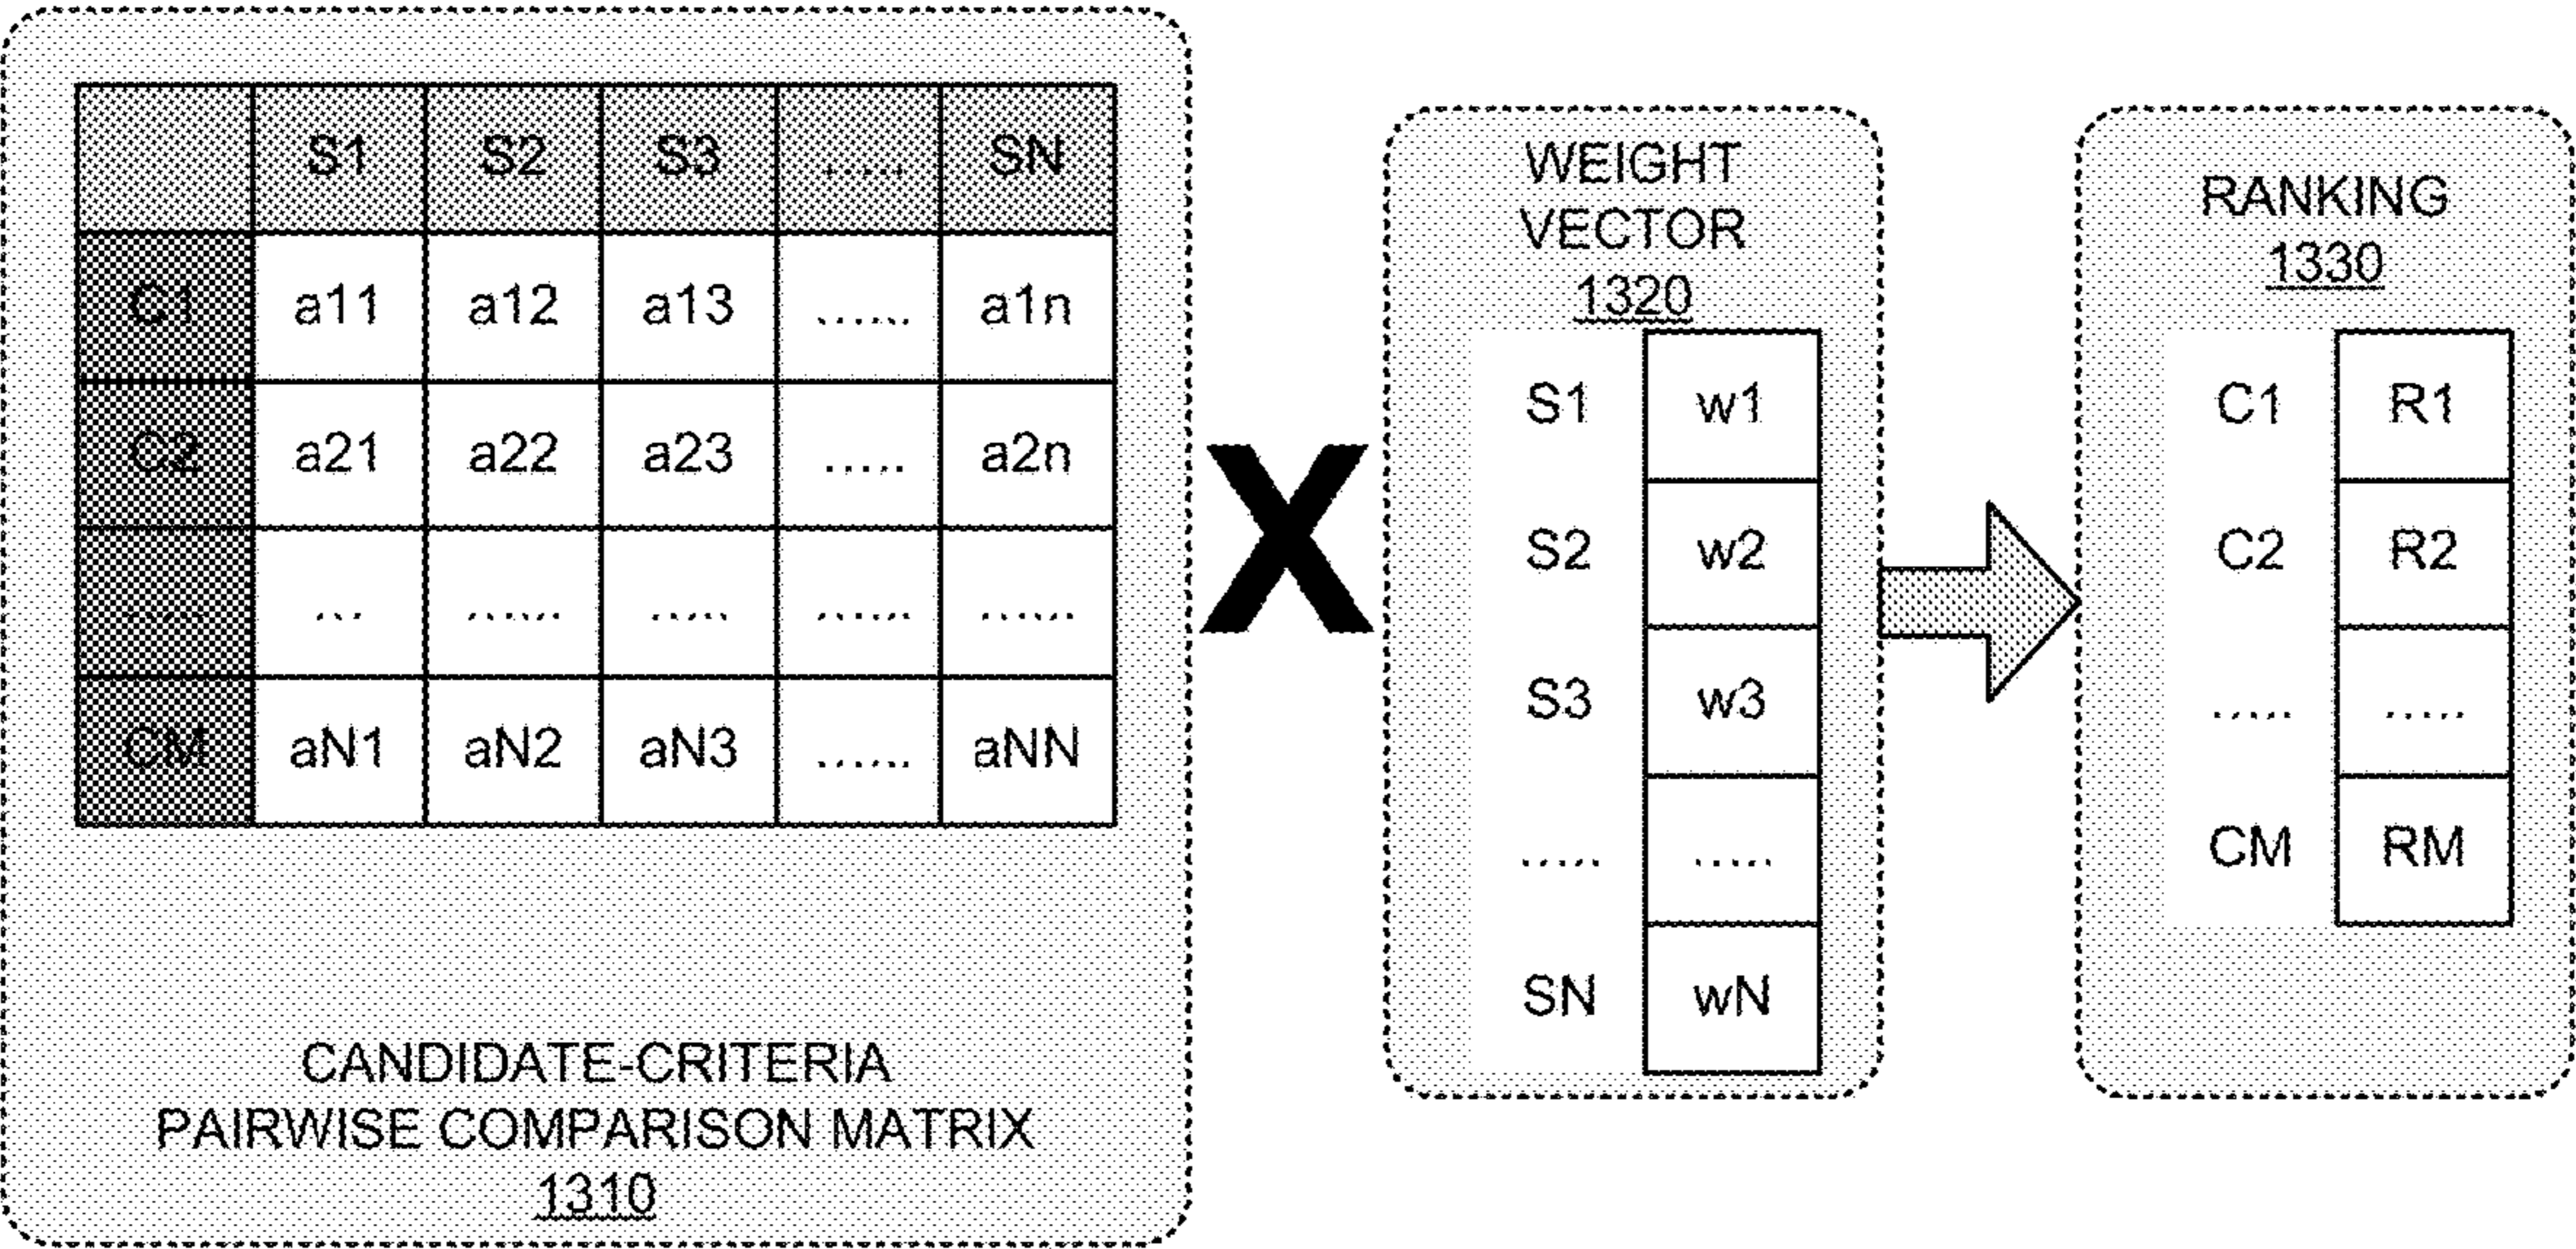 S1 S2 S3 ..... SN
C1 a11 a12 a13 ...... a1n
C2 a21 a22 a23 ..... a2n
..... ... ...... ..... ...... ......
CM aN1 aN2 aN3 ...... aNN
CANDIDATE-CRITERIA
PAIRWISE COMPARISON MATRIX
1310
X
WEIGHT
VECTOR
1320
S1 w1
S2 w2
S3 w3
..... .....
SN wN
RANKING
1330
C1 R1
C2 R2
..... .....
CM RM